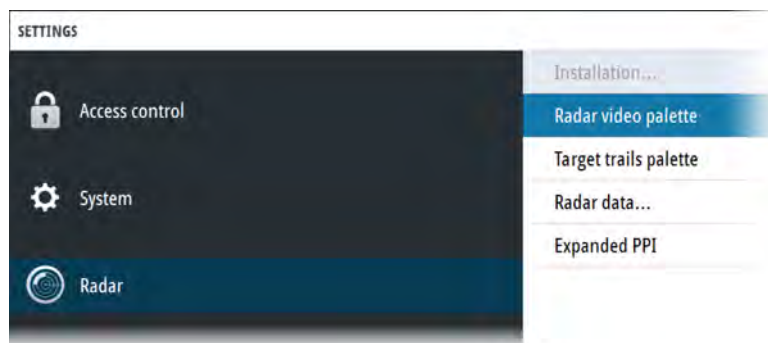 SETTINGS
Access control
System
Radar
Installation...
Radar video palette
Target trails palette
Radar data...
Expanded PPI